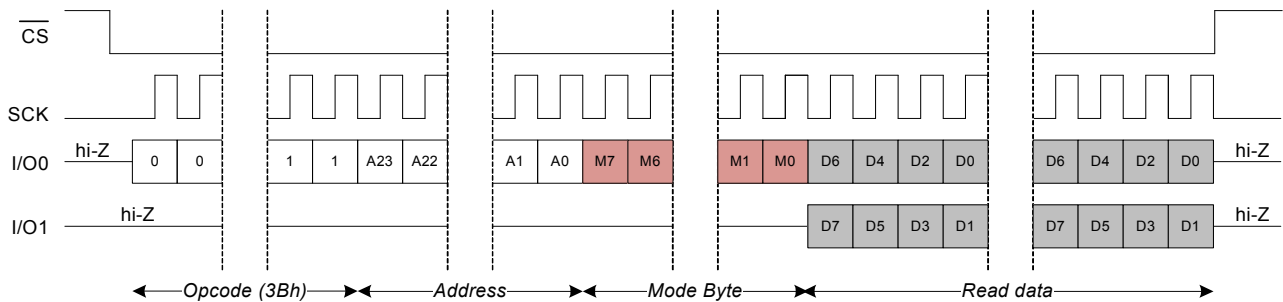 CS
SCK
I/O0 hi-Z 0 0 1 1 A23 A22 A1 A0 M7 M6 M1 M0 D6 D4 D2 D0 D6 D4 D2 D0 hi-Z
I/O1 hi-Z D7 D5 D3 D1 D7 D5 D3 D1 hi-Z
Opcode (3Bh) Address Mode Byte Read data